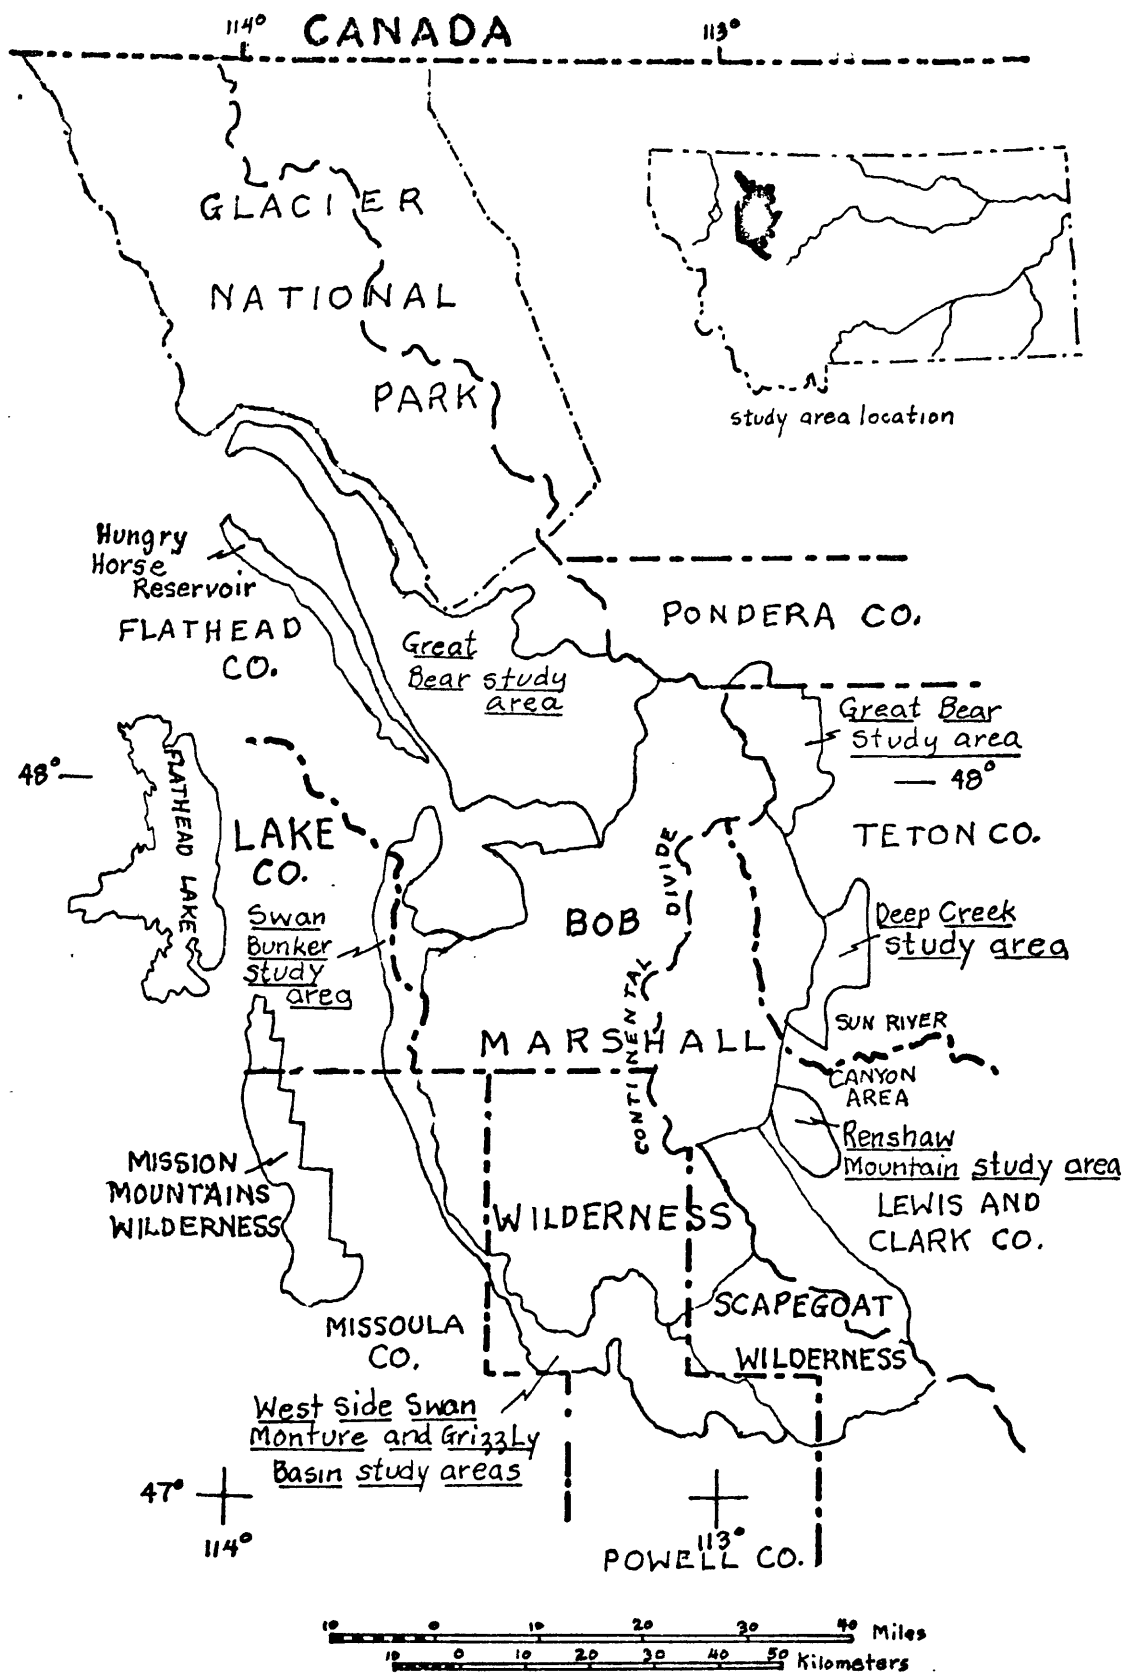 114° CANADA 113°
GLACIER
NATIONAL
PARK
study area location
Hungry
Horse
Reservoir
FLATHEAD
CO.
Great
Bear study
area
PONDERA CO.
Great Bear
study area
48°
48°
FLATHEAD LAKE
LAKE
CO.
TETON CO.
CONTINENTAL DIVIDE
Swan
Bunker
study
area
BOB
MARSHALL
WILDERNESS
Deep Creek
study area
SUN RIVER
CANYON
AREA
Renshaw
Mountain study area
LEWIS AND
CLARK CO.
MISSION
MOUNTAINS
WILDERNESS
SCAPEGOAT
WILDERNESS
MISSOULA
CO.
West Side Swan
Monture and Grizzly
Basin study areas
47°
114°
113°
POWELL CO.
10 0 10 20 30 40 Miles
10 0 10 20 30 40 50 Kilometers